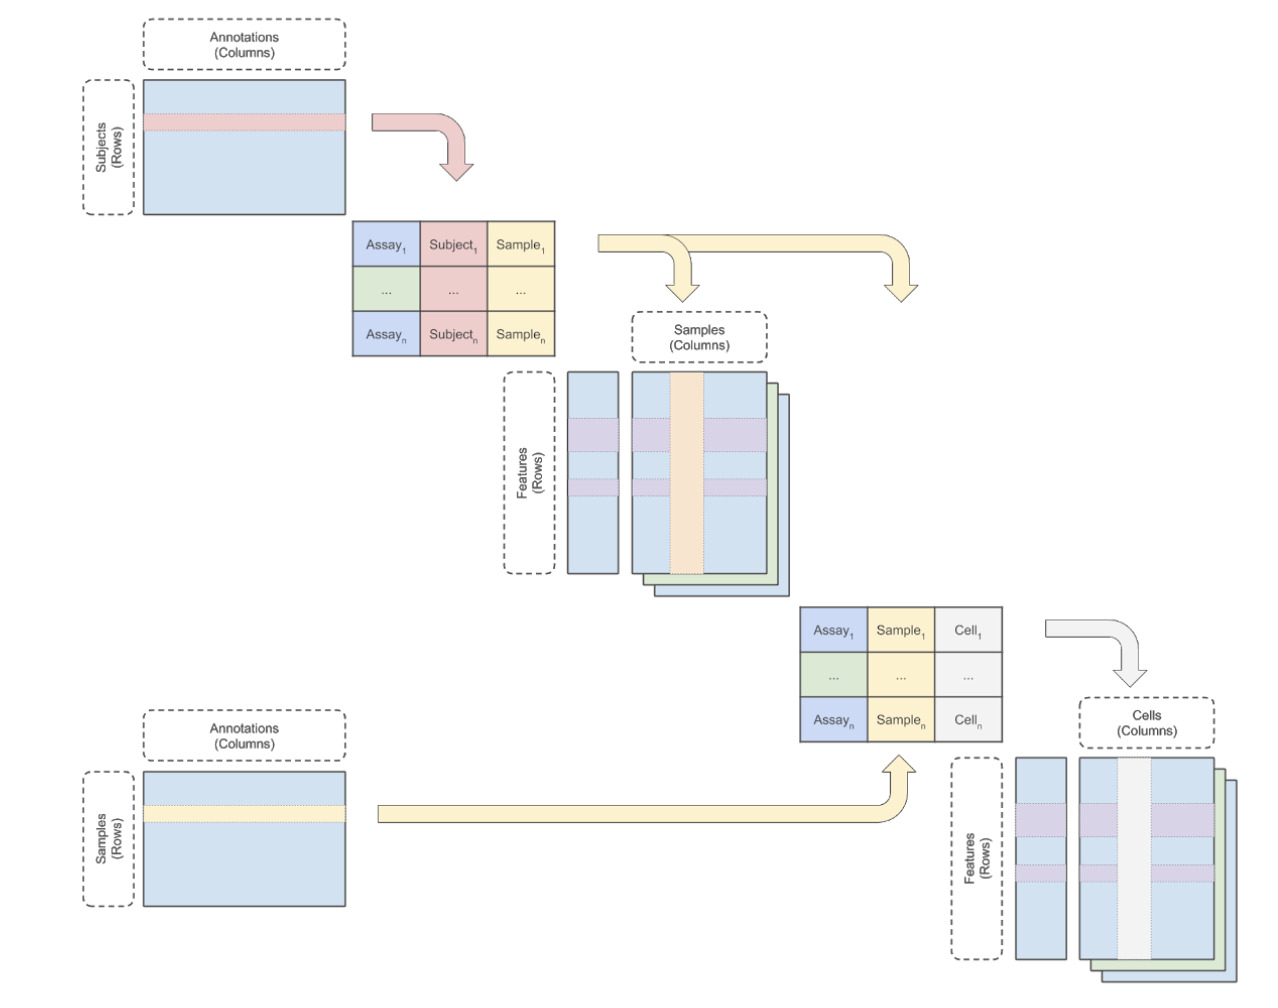 Annotations
(Columns)
Subjects
(Rows)
Assay₁ Subject₁ Sample₁
... ... ...
Assayₙ Subjectₙ Sampleₙ
Samples
(Columns)
Features
(Rows)
Assay₁ Sample₁ Cell₁
... ... ...
Assayₙ Sampleₙ Cellₙ
Annotations
(Columns)
Samples
(Rows)
Cells
(Columns)
Features
(Rows)